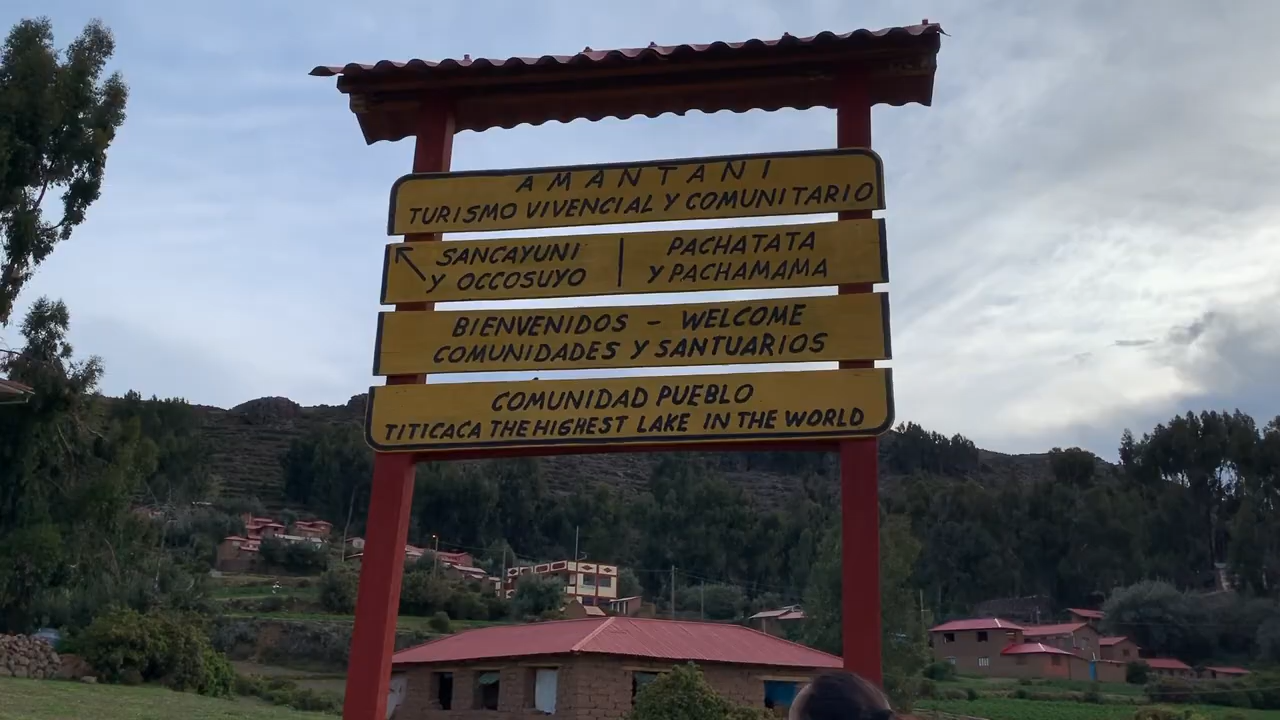 AMANTANI
TURISMO VIVENCIAL Y COMUNITARIO
SANCAYUNI
Y OCCOSUYO
PACHATATA
Y PACHAMAMA
BIENVENIDOS - WELCOME
COMUNIDADES Y SANTUARIOS
COMUNIDAD PUEBLO
TITICACA THE HIGHEST LAKE IN THE WORLD